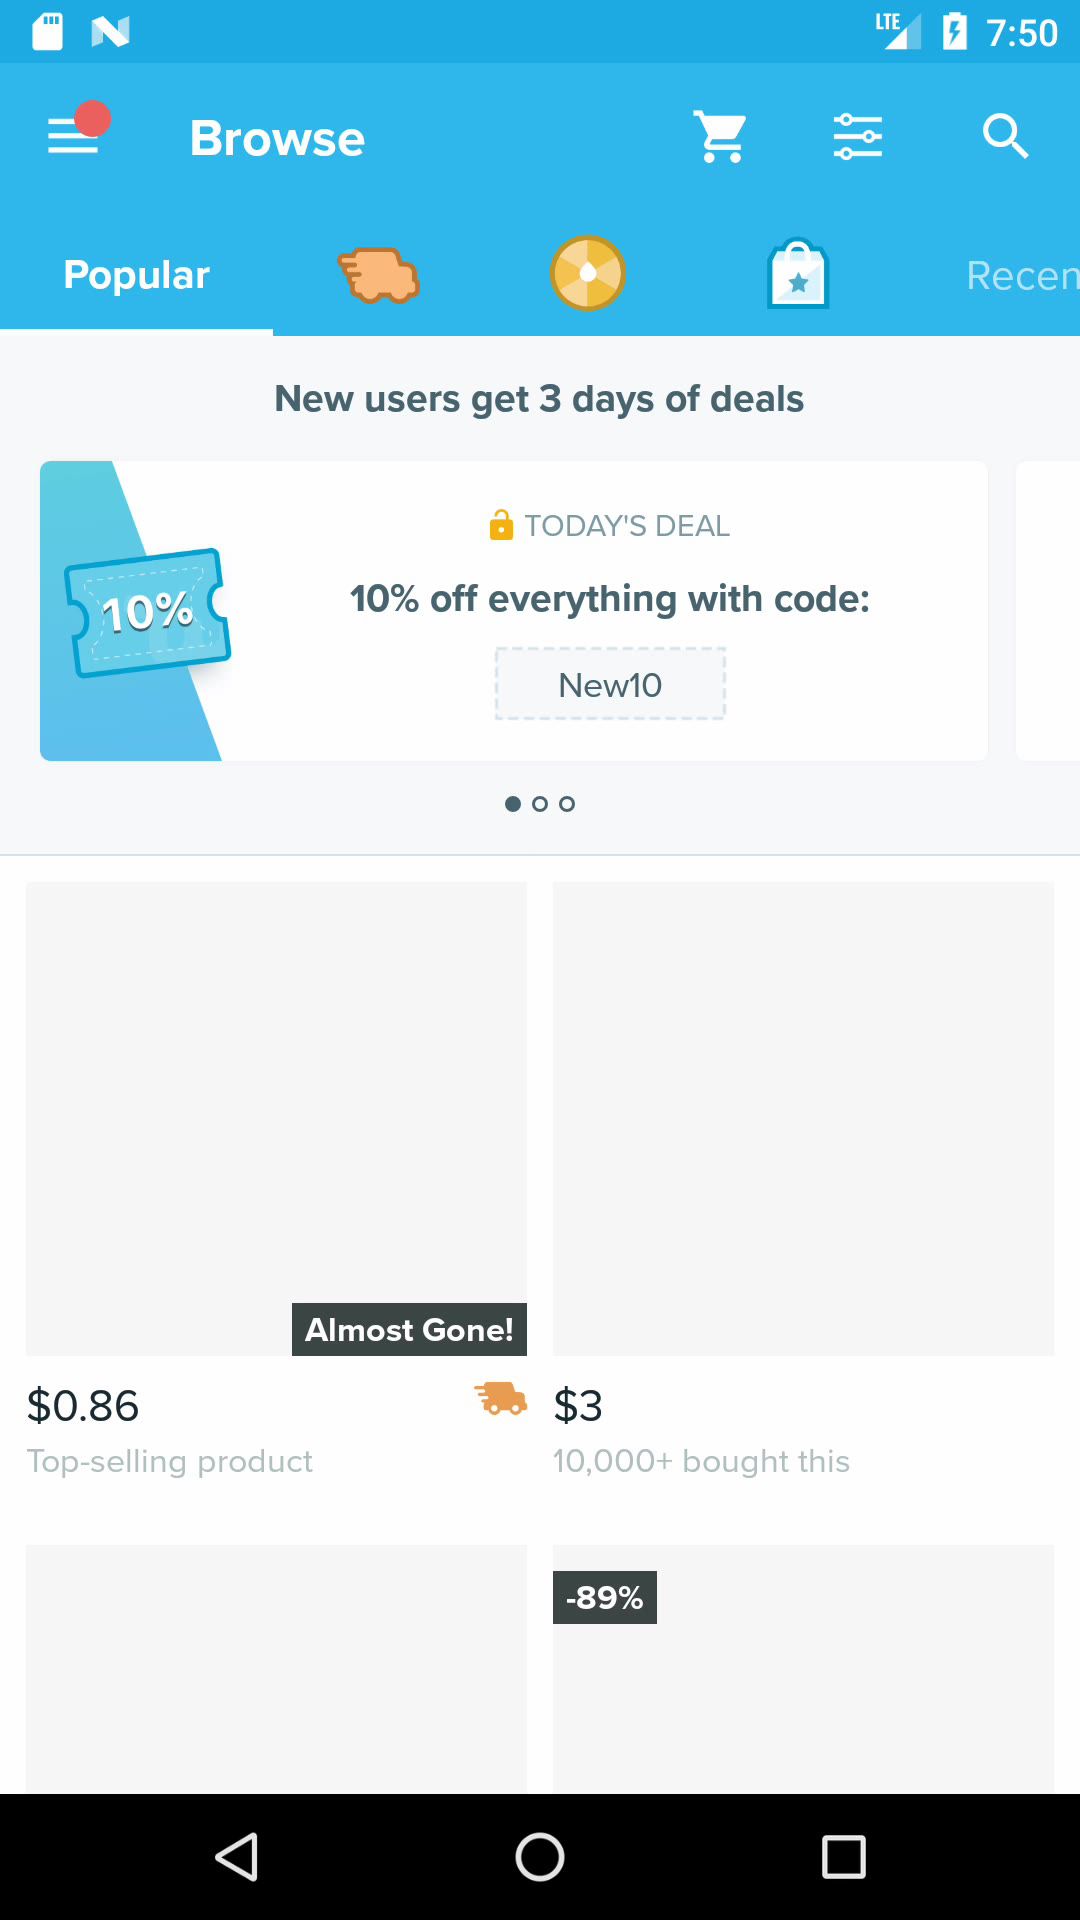 LTE 7:50
Browse
Popular
Recen
New users get 3 days of deals
TODAY'S DEAL
10%
10% off everything with code:
New10
Almost Gone!
$0.86
$3
Top-selling product
10,000+ bought this
-89%